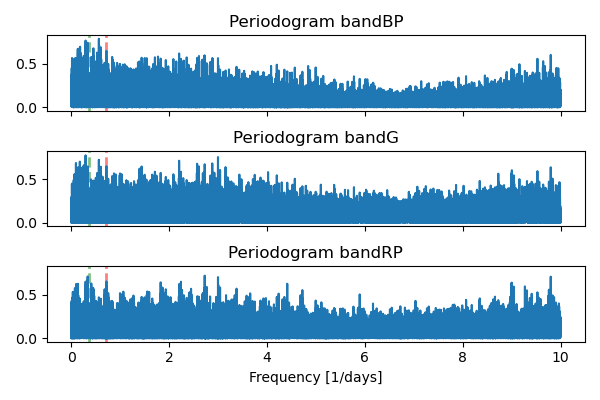 Periodogram bandBP
0.5
0.0
Periodogram bandG
0.5
0.0
Periodogram bandRP
0.5
0.0
0 2 4 6 8 10
Frequency [1/days]